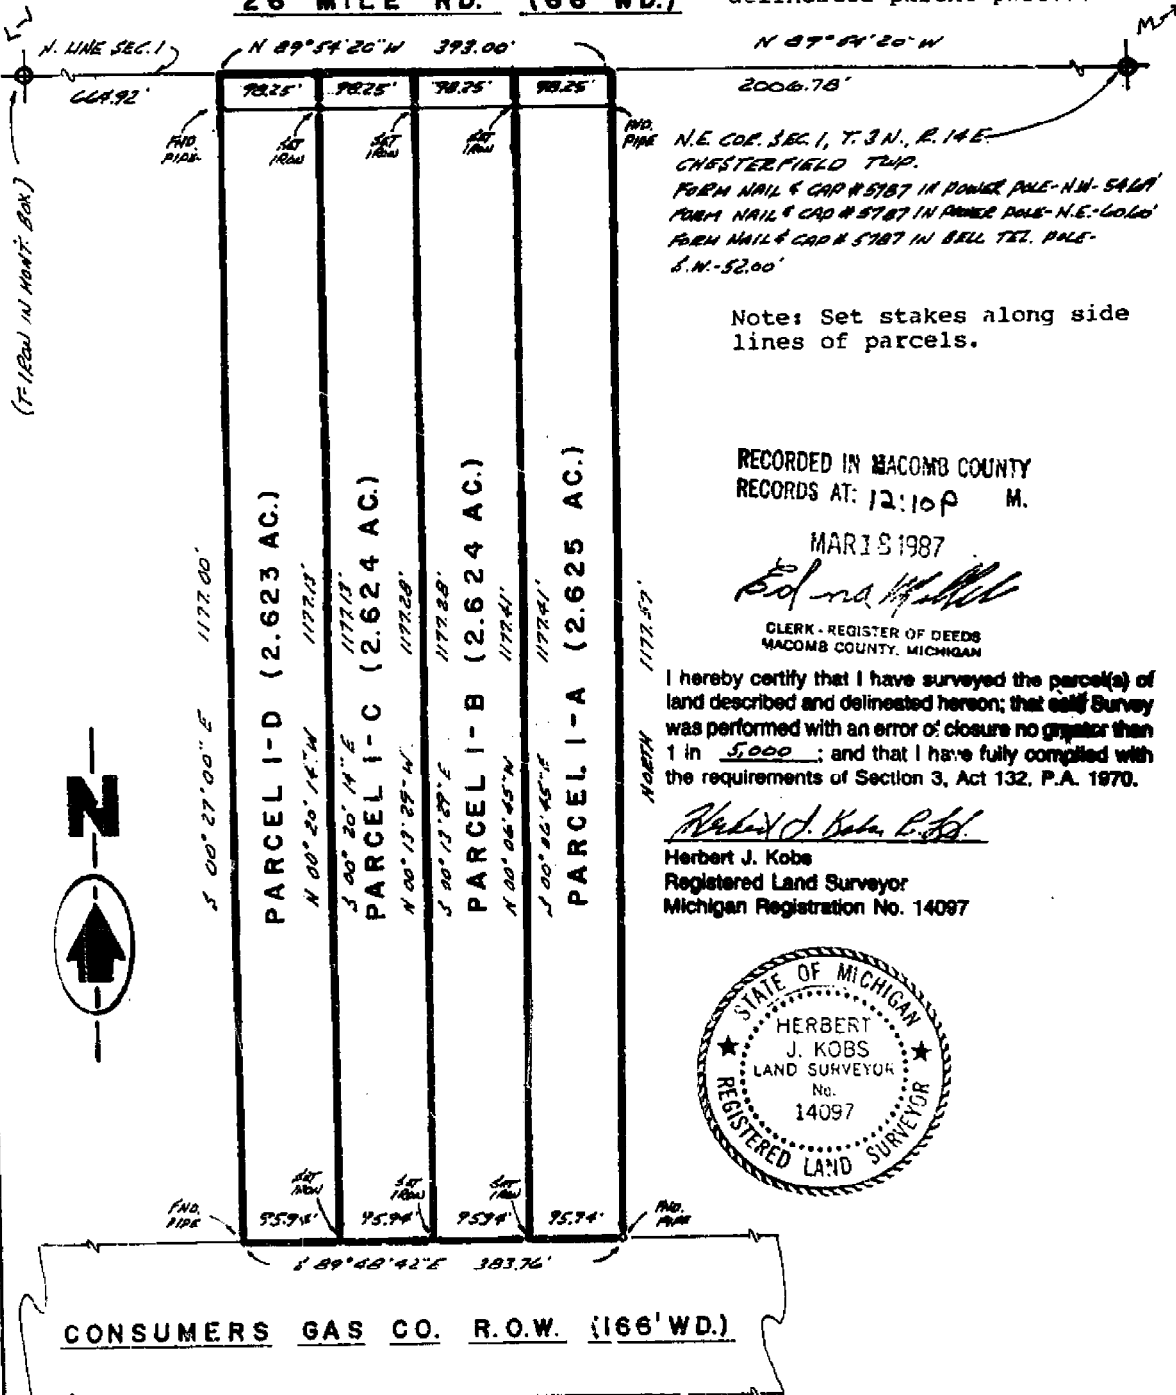 26 MILE RD. (66' WD.)
N. LINE SEC. 1
N 89°54'20" W 393.00'
N 89°54'20" W
664.92'
98.25' 98.25' 98.25' 98.25'
2006.78'
FND. PIPE
SET IRON
SET IRON
SET IRON
FND. PIPE
(T-IRON IN MONT. BOX)
N.E. COR. SEC. 1, T. 3 N., R. 14 E.
CHESTERFIELD TWP.
FOUND NAIL & CAP # 5787 IN POWER POLE - N.W. -
NAIL & CAP # 5787 IN POWER POLE - N.E. - 60.60'
NAIL & CAP # 5787 IN BELL TEL. POLE -
S.W. - 52.00'
Note: Set stakes along side
lines of parcels.
RECORDED IN MACOMB COUNTY
RECORDS AT: 12:10 P M.
MAR 1987
Edna
CLERK - REGISTER OF DEEDS
MACOMB COUNTY, MICHIGAN
I hereby certify that I have surveyed the parcel(s) of
land described and delineated hereon; that said Survey
was performed with an error of closure no greater than
1 in 5,000 ; and that I have fully complied with
the requirements of Section 3, Act 132, P.A. 1970.
Herbert J. Kobs R.L.S.
Herbert J. Kobs
Registered Land Surveyor
Michigan Registration No. 14097
STATE OF MICHIGAN
HERBERT
J. KOBS
LAND SURVEYOR
No.
14097
REGISTERED LAND SURVEYOR
S 00° 27' 00" E 1177.00'
PARCEL 1-D (2.623 AC.)
N 00° 20' 14" W 1177.13'
S 00° 20' 14" E 1177.13'
PARCEL 1-C (2.624 AC.)
N 00° 13' 29" W 1177.28'
S 00° 13' 29" E 1177.28'
PARCEL 1-B (2.624 AC.)
N 00° 06' 45" W 1177.41'
S 00° 06' 45" E 1177.41'
PARCEL 1-A (2.625 AC.)
NORTH 1177.57'
N
FND. PIPE
SET IRON
SET IRON
SET IRON
FND. PIPE
95.94' 95.94' 95.94' 95.94'
S 89°48'42" E 383.76'
CONSUMERS GAS CO. R.O.W. (166' WD.)